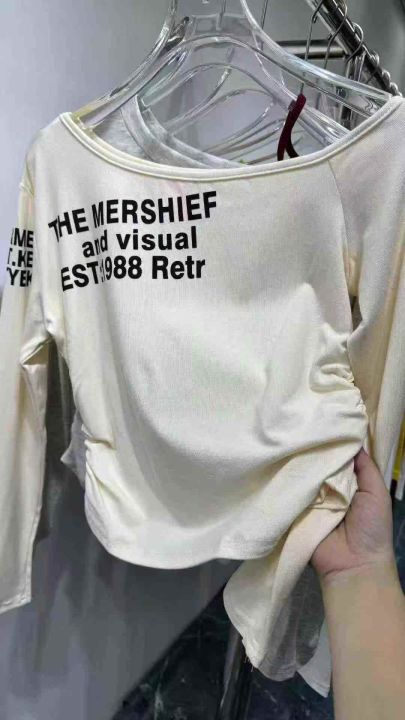 THE MERSHIEF
and visual
EST:1988 Retr